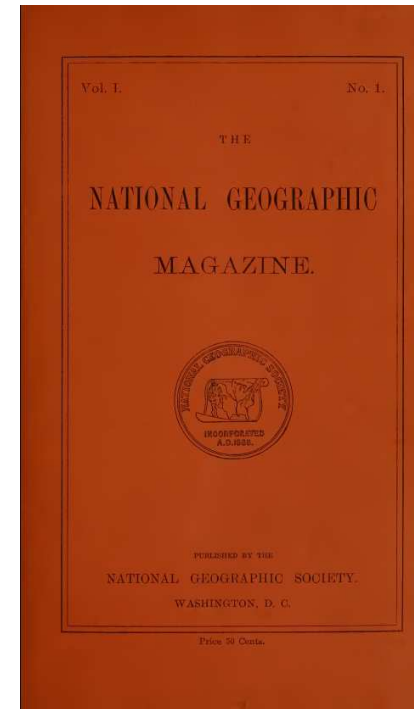 Vol. I. No. 1.
THE
NATIONAL GEOGRAPHIC
MAGAZINE.
NATIONAL GEOGRAPHIC SOCIETY
INCORPORATED
A.D. 1888.
PUBLISHED BY THE
NATIONAL GEOGRAPHIC SOCIETY.
WASHINGTON, D. C.
Price 50 Cents.